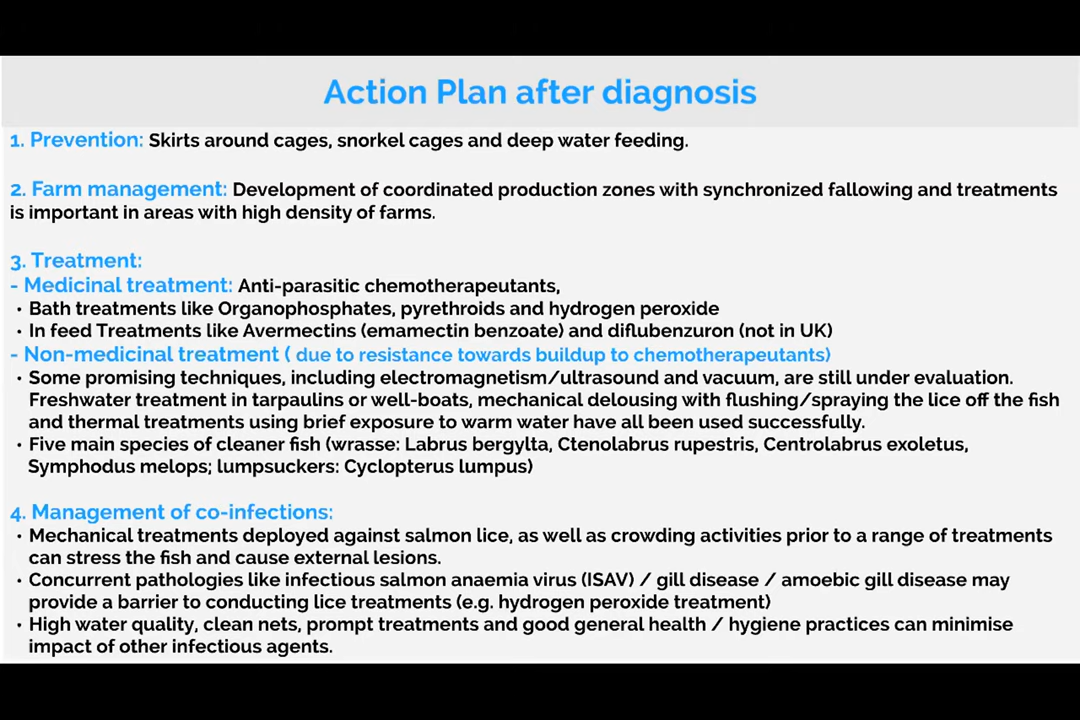 Action Plan after diagnosis
1. Prevention: Skirts around cages, snorkel cages and deep water feeding.
2. Farm management: Development of coordinated production zones with synchronized fallowing and treatments
is important in areas with high density of farms.
3. Treatment:
- Medicinal treatment: Anti-parasitic chemotherapeutants,
• Bath treatments like Organophosphates, pyrethroids and hydrogen peroxide
• In feed Treatments like Avermectins (emamectin benzoate) and diflubenzuron (not in UK)
- Non-medicinal treatment ( due to resistance towards buildup to chemotherapeutants)
• Some promising techniques, including electromagnetism/ultrasound and vacuum, are still under evaluation.
Freshwater treatment in tarpaulins or well-boats, mechanical delousing with flushing/spraying the lice off the fish
and thermal treatments using brief exposure to warm water have all been used successfully.
• Five main species of cleaner fish (wrasse: Labrus bergylta, Ctenolabrus rupestris, Centrolabrus exoletus,
Symphodus melops; lumpsuckers: Cyclopterus lumpus)
4. Management of co-infections:
• Mechanical treatments deployed against salmon lice, as well as crowding activities prior to a range of treatments
can stress the fish and cause external lesions.
• Concurrent pathologies like infectious salmon anaemia virus (ISAV) / gill disease / amoebic gill disease may
provide a barrier to conducting lice treatments (e.g. hydrogen peroxide treatment)
• High water quality, clean nets, prompt treatments and good general health / hygiene practices can minimise
impact of other infectious agents.